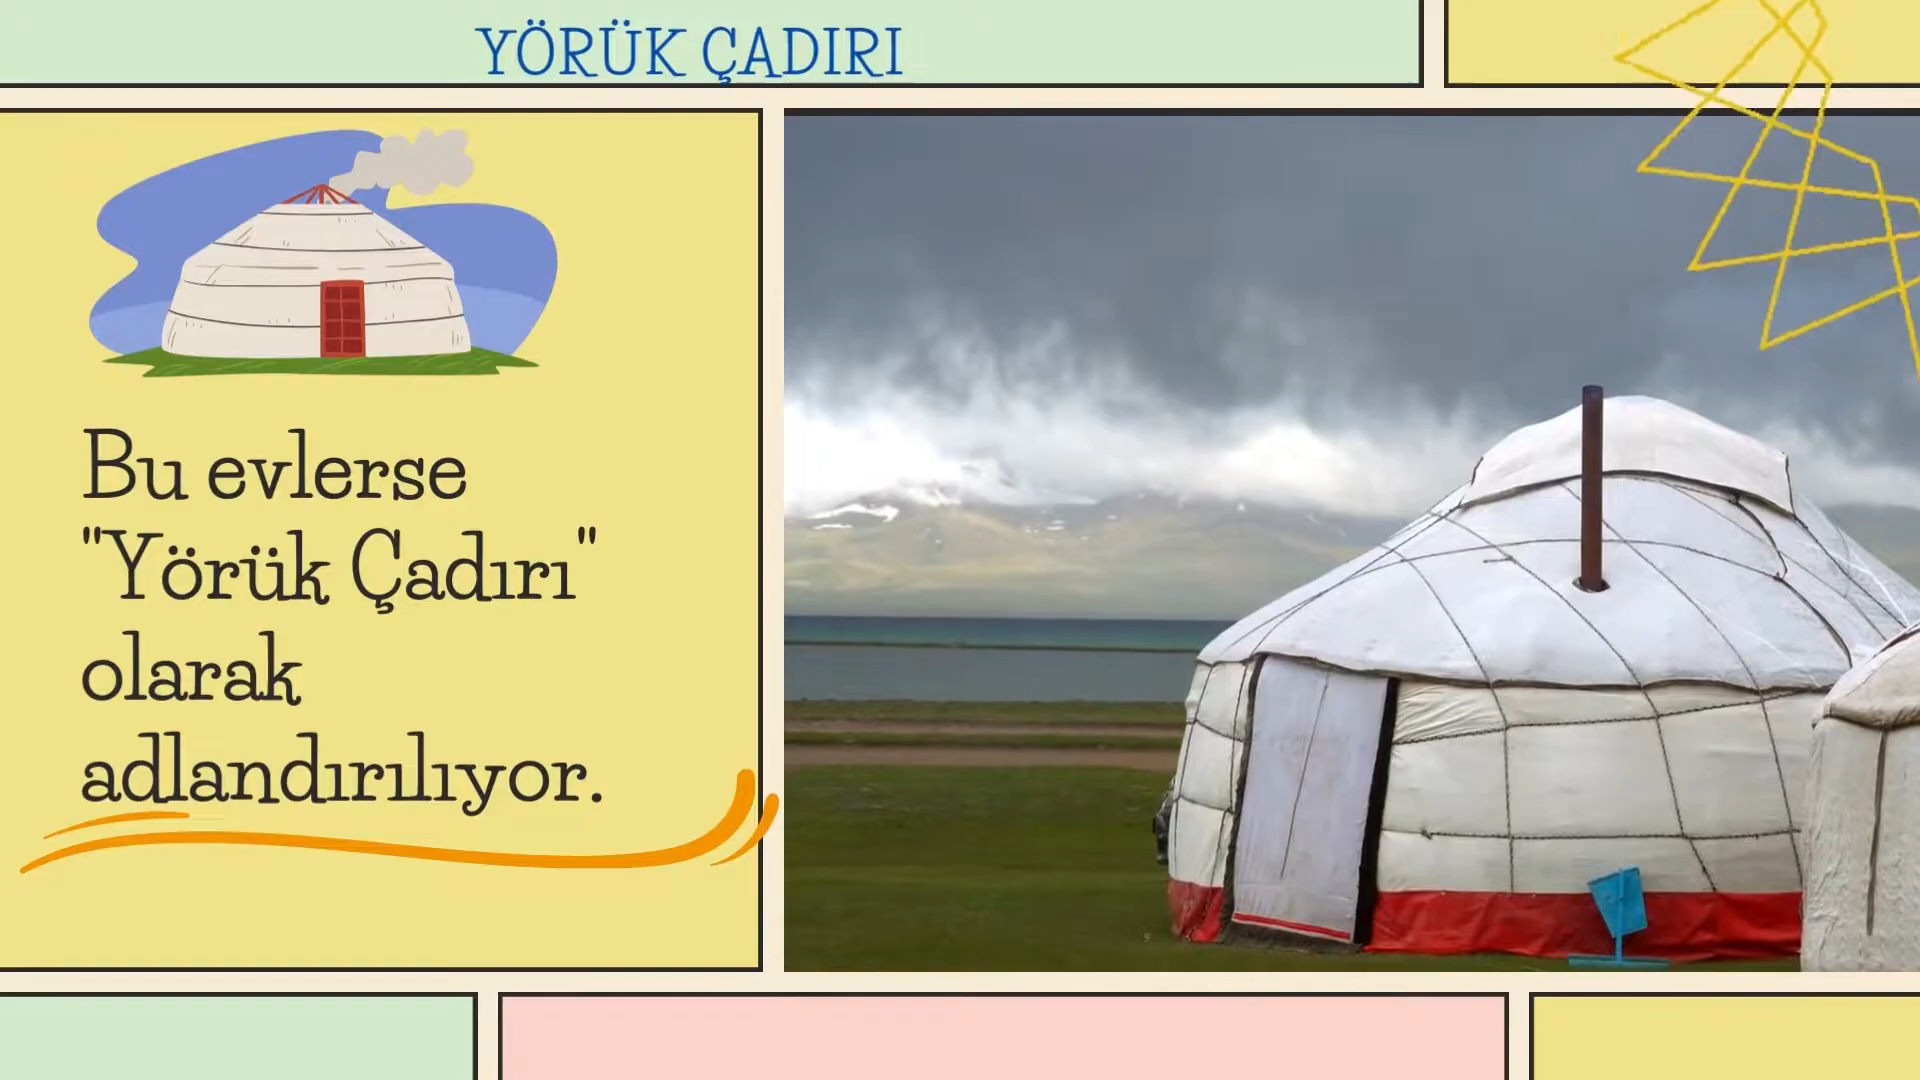 YÖRÜK ÇADIRI
Bu evlerse
"Yörük Çadırı"
olarak
adlandırılıyor.